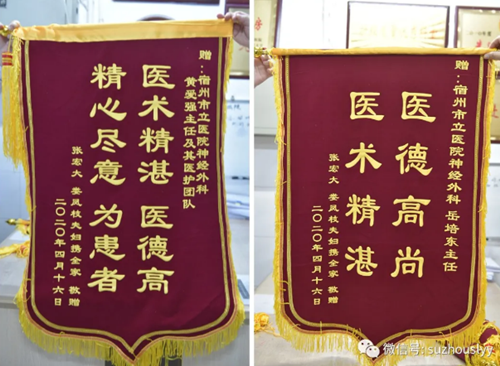 赠：宿州市立医院神经外科
黄爱强主任及其医护团队
医术精湛 医德高
精心尽意 为患者
张宏大 娄凤枝夫妇携全家 敬赠
二〇二〇年四月十六日
赠：宿州市立医院神经外科 岳培东主任
医德高尚
医术精湛
张宏大 娄凤枝夫妇携全家 敬赠
二〇二〇年四月十六日
微信号: suzhouslyy